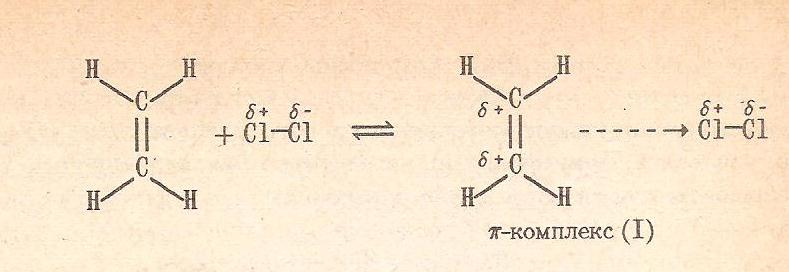 H H H H
C δ+ δ- δ+ C δ+ δ-
+ Cl–Cl ⇌ Cl–Cl
C δ+ C
H H H H
π-комплекс (I)